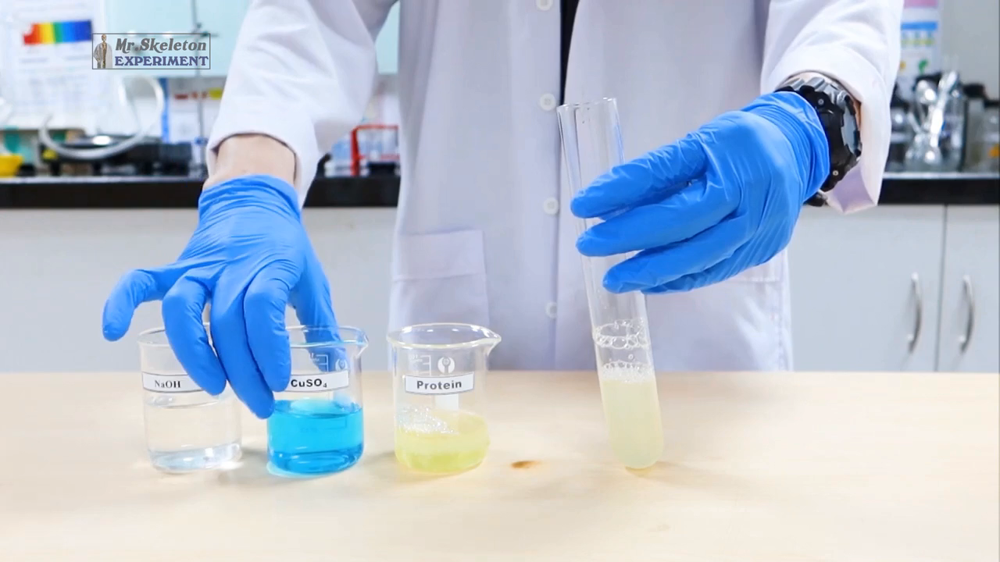 Mr. Skeleton
EXPERIMENT
NaOH
CuSO₄
Protein